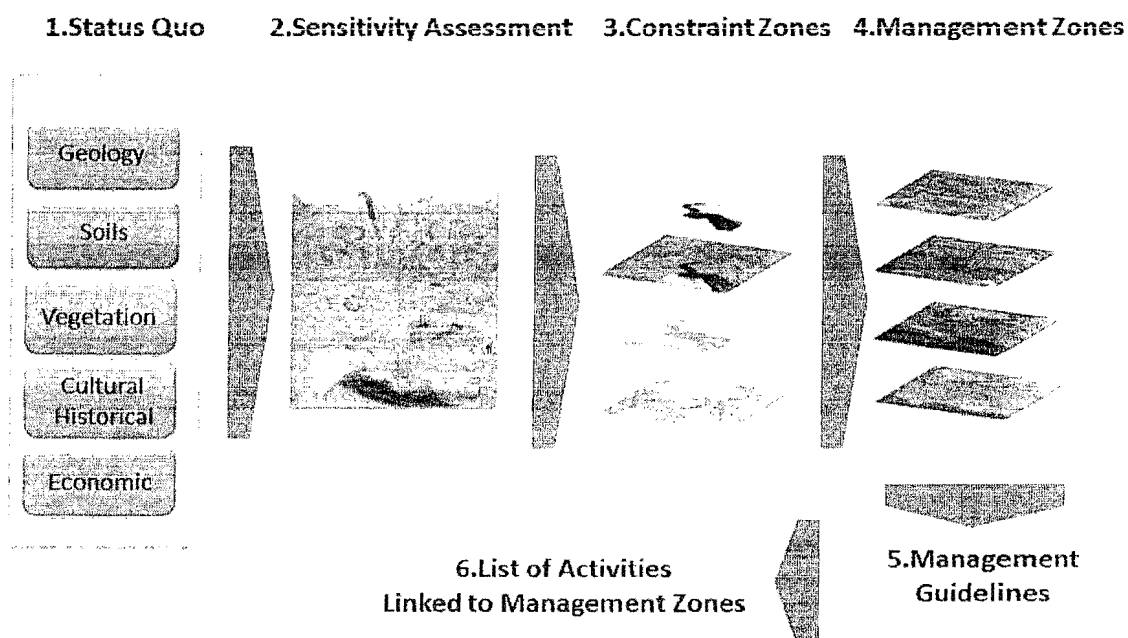 1.Status Quo
2.Sensitivity Assessment
3.Constraint Zones
4.Management Zones
Geology
Soils
Vegetation
Cultural
Historical
Economic
5.Management
Guidelines
6.List of Activities
Linked to Management Zones